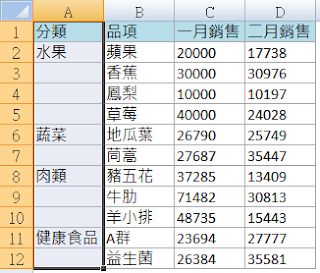 A B C D
1 分類 品項 一月銷售 二月銷售
2 水果 蘋果 20000 17738
3 香蕉 30000 30976
4 鳳梨 10000 10197
5 草莓 40000 24028
6 蔬菜 地瓜葉 26790 25749
7 茼蒿 27687 35447
8 肉類 豬五花 37285 13409
9 牛肋 71482 30813
10 羊小排 48735 15443
11 健康食品 A群 23694 27777
12 益生菌 26384 35581